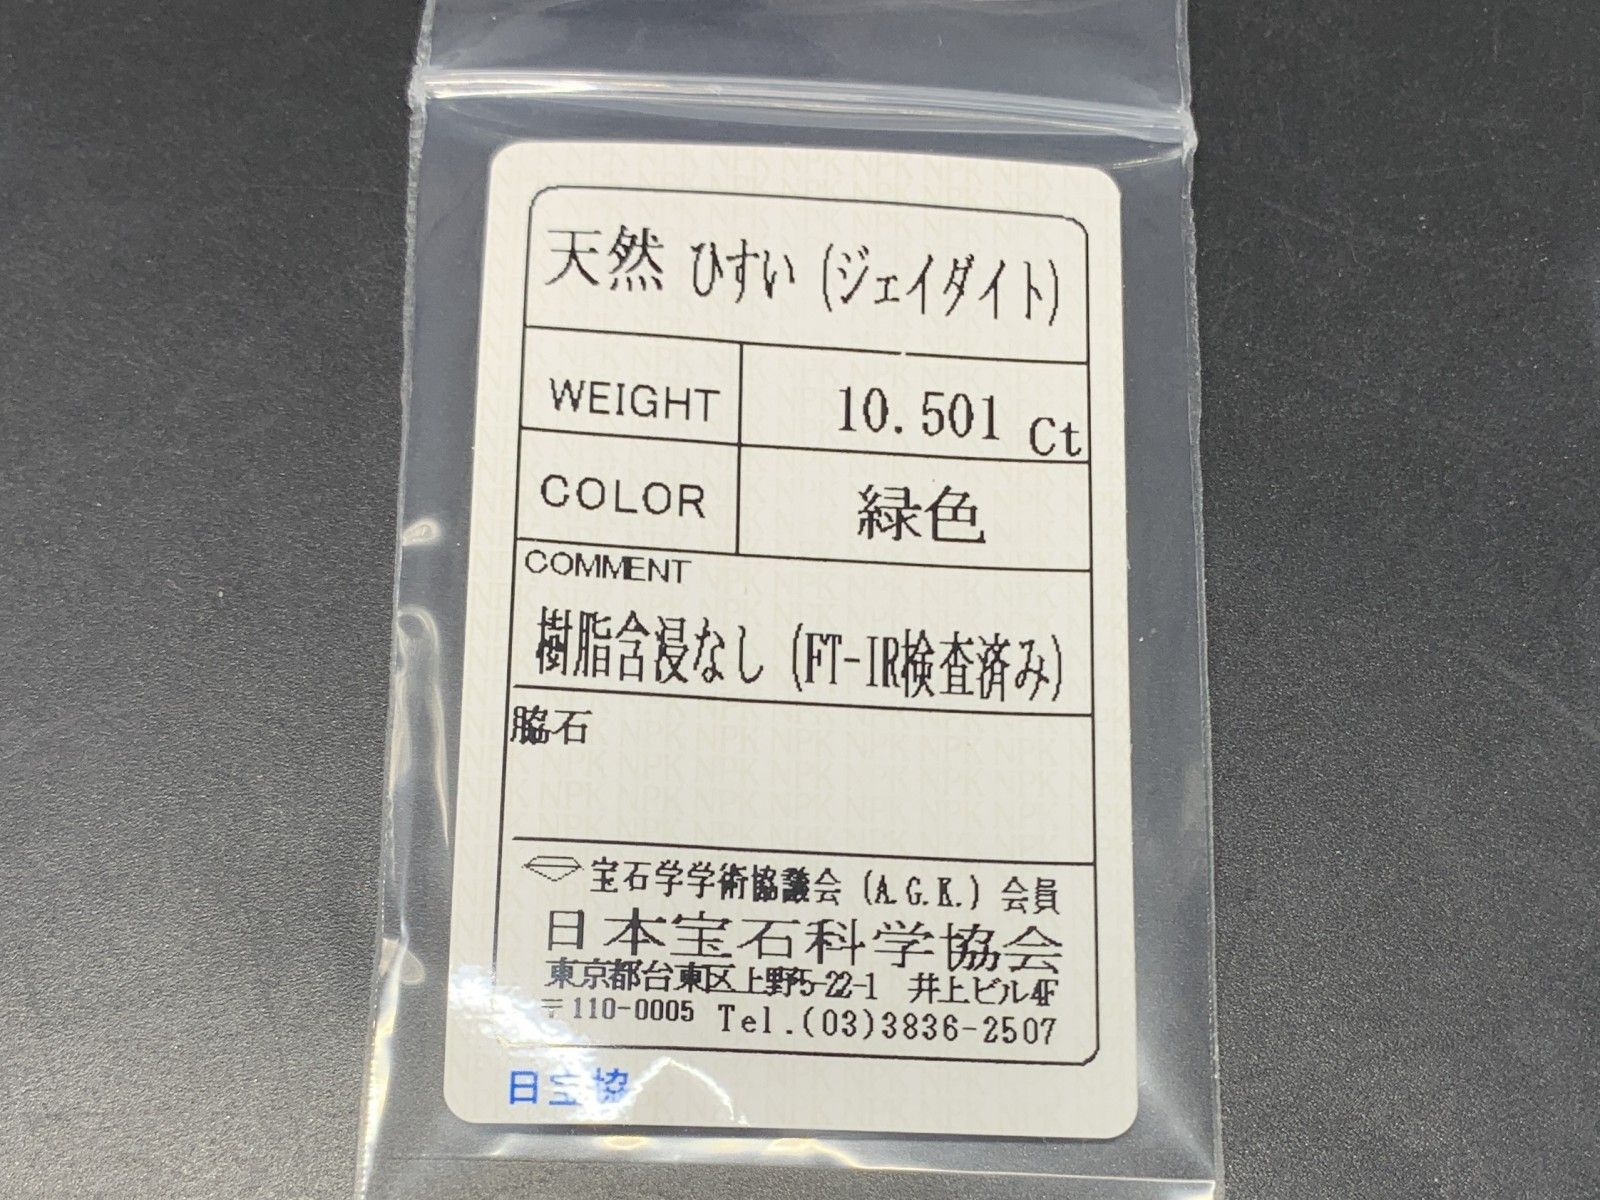 天然 ひすい (ジェイダイト)
WEIGHT 10.501 Ct
COLOR 緑色
COMMENT
樹脂含浸なし (FT-IR検査済み)
脇石
宝石学学術協議会 (A.G.K.) 会員
日本宝石科学協会
東京都台東区上野5-22-1 井上ビル4F
〒110-0005 Tel.(03)3836-2507
日宝協